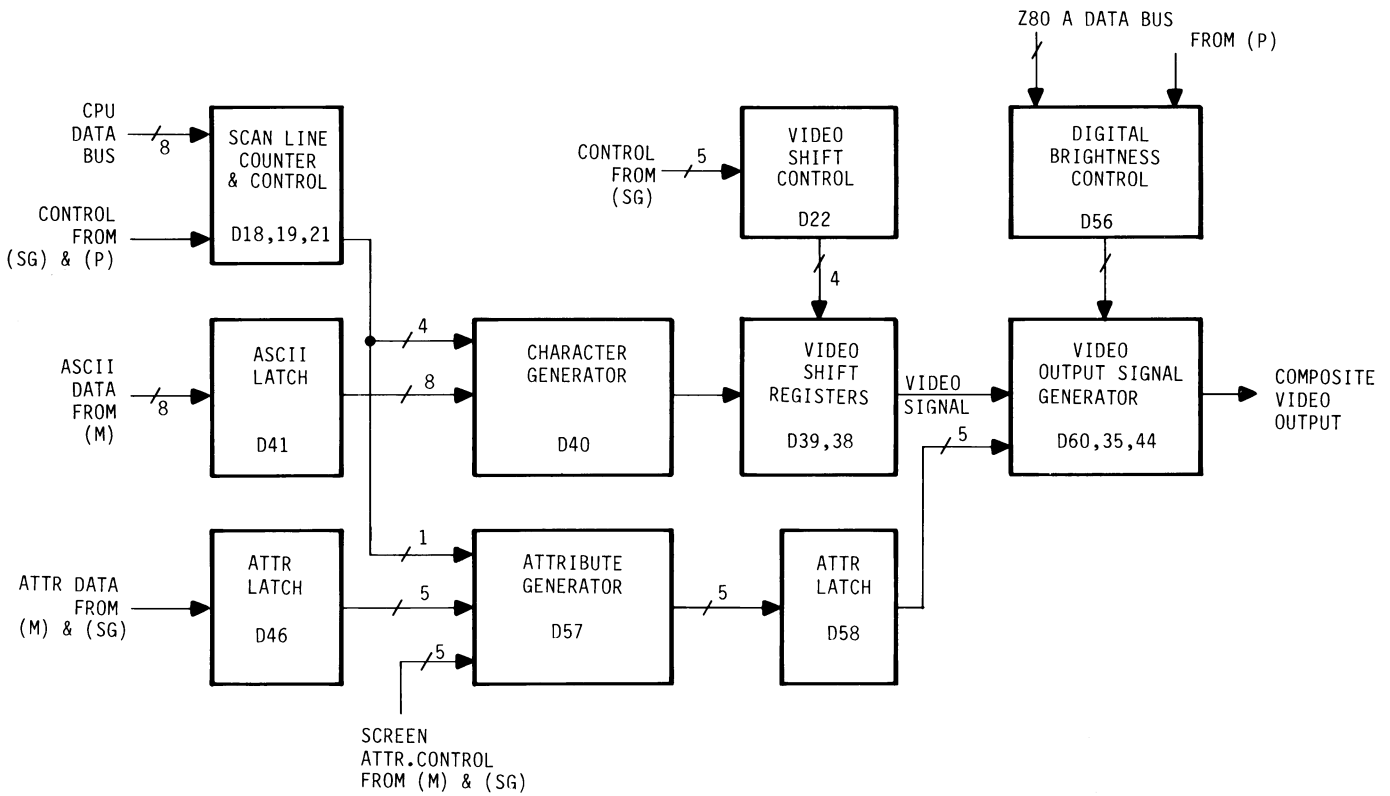 Z80 A DATA BUS
FROM (P)
CPU
DATA
BUS
8
SCAN LINE
COUNTER
& CONTROL
D18,19,21
CONTROL
FROM
(SG) & (P)
CONTROL
FROM
(SG)
5
VIDEO
SHIFT
CONTROL
D22
4
DIGITAL
BRIGHTNESS
CONTROL
D56
ASCII
DATA
FROM
(M)
8
ASCII
LATCH
D41
4
8
CHARACTER
GENERATOR
D40
VIDEO
SHIFT
REGISTERS
D39,38
VIDEO
SIGNAL
5
VIDEO
OUTPUT SIGNAL
GENERATOR
D60,35,44
COMPOSITE
VIDEO
OUTPUT
ATTR DATA
FROM
(M) & (SG)
ATTR
LATCH
D46
1
5
5
ATTRIBUTE
GENERATOR
D57
5
ATTR
LATCH
D58
SCREEN
ATTR.CONTROL
FROM (M) & (SG)